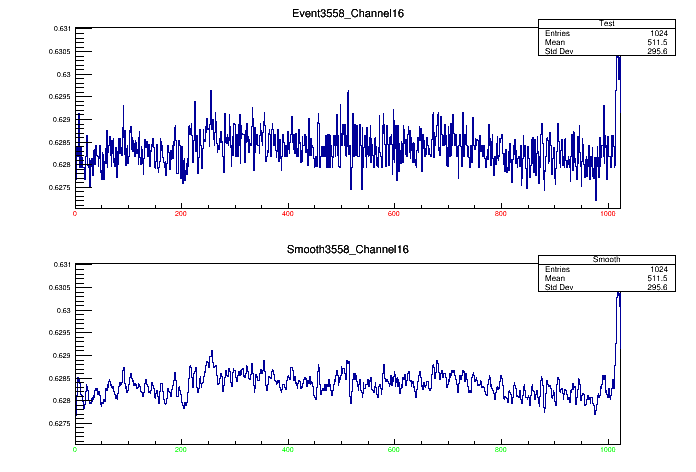 Event3558_Channel16
Test
Entries 1024
Mean 511.5
Std Dev 295.6
0.631
0.6305
0.63
0.6295
0.629
0.6285
0.628
0.6275
0 200 400 600 800 1000
Smooth3558_Channel16
Smooth
Entries 1024
Mean 511.5
Std Dev 295.6
0.631
0.6305
0.63
0.6295
0.629
0.6285
0.628
0.6275
0 200 400 600 800 1000